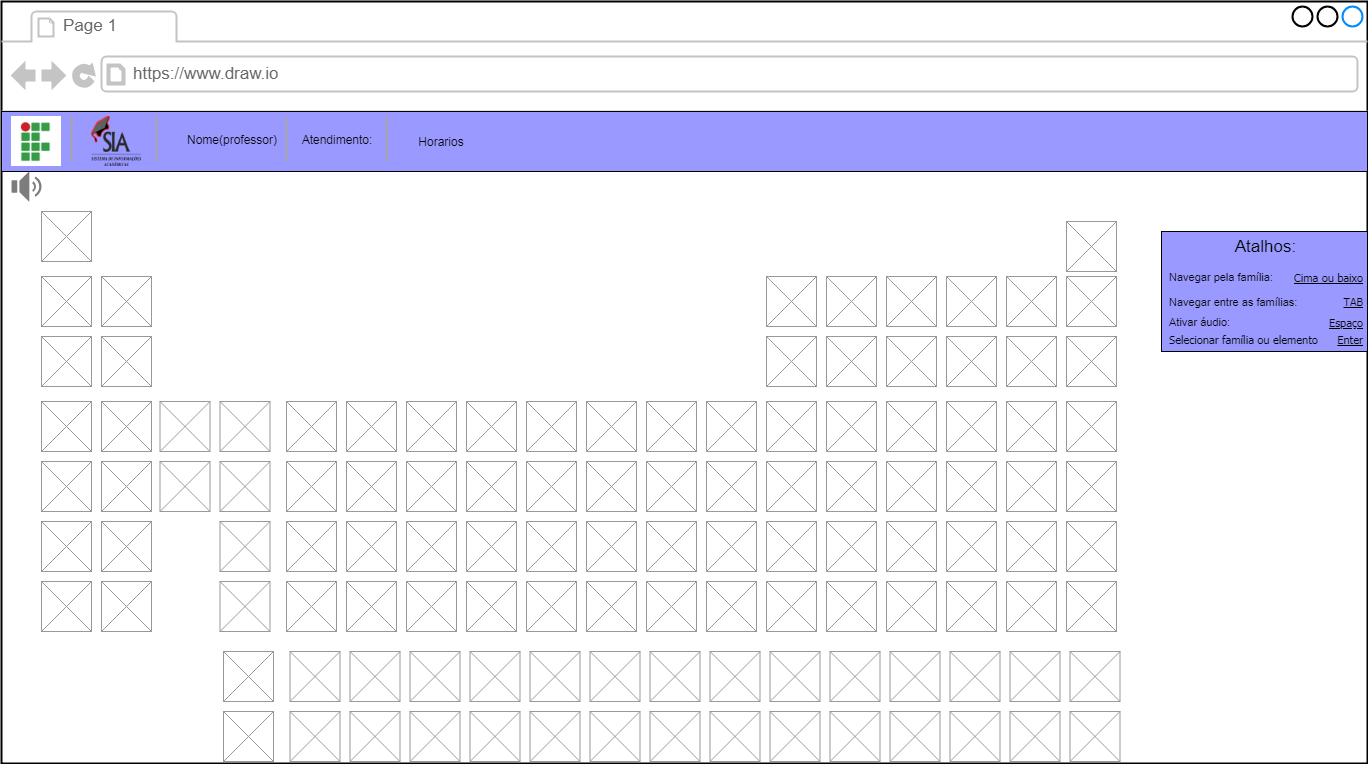 Page 1
https://www.draw.io
SIA
SISTEMA DE INFORMAÇÕES
ACADÊMICAS
Nome(professor)
Atendimento:
Horarios
Atalhos:
Navegar pela família: Cima ou baixo
Navegar entre as famílias: TAB
Ativar áudio: Espaço
Selecionar família ou elemento Enter